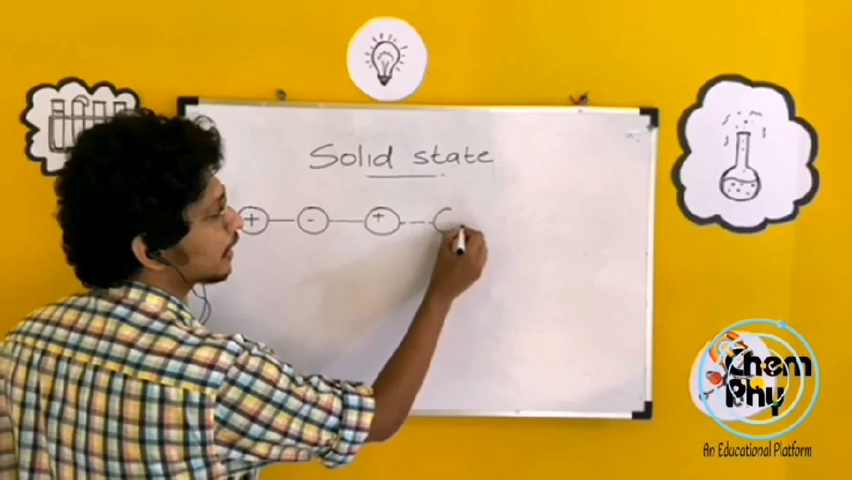 Solid state
+ - +
Chem
Phy
An Educational Platform